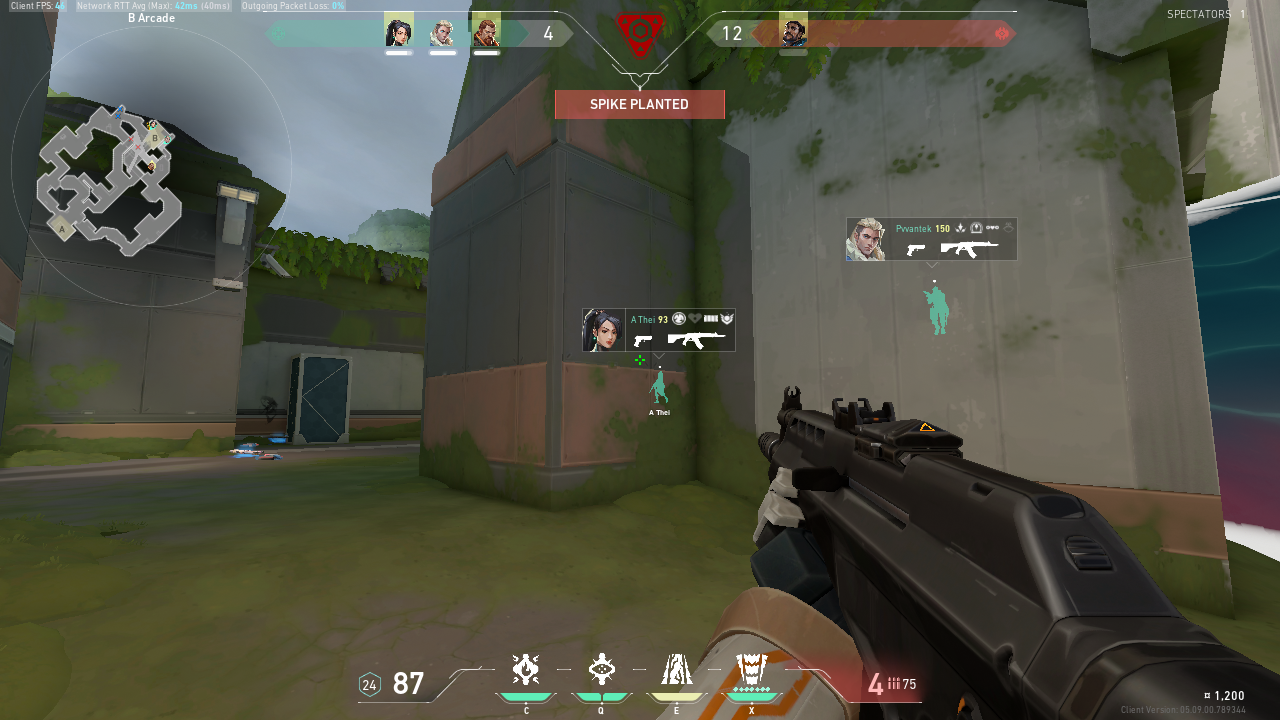 Client FPS: 4
Network RTT Avg (Max): 42ms (40ms)
Outgoing Packet Loss: 0%
SPECTATORS 1
B Arcade
4
12
SPIKE PLANTED
B
A
Pvvantek 150
A Thei 93
A Thei
24
87
C
Q
E
X
4
75
¤ 1,200
Client Version: 05.09.00.789344